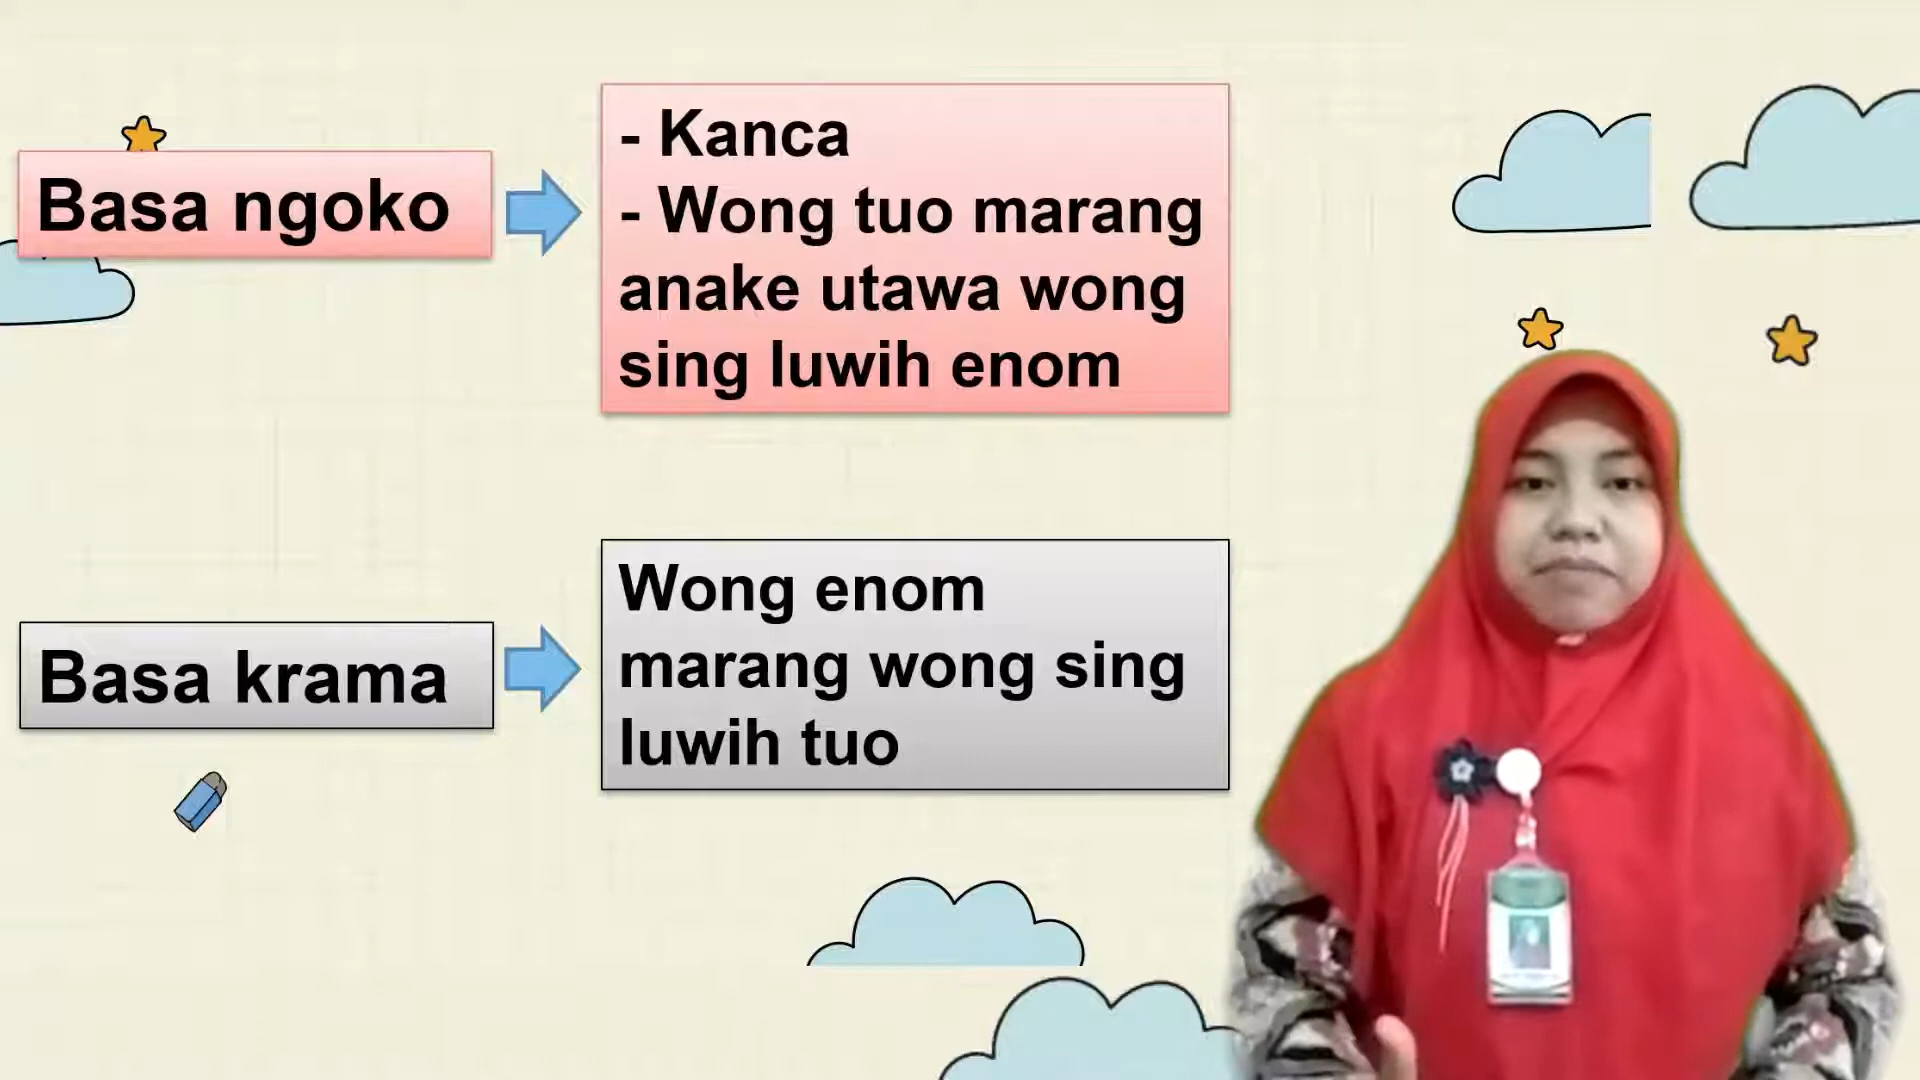 Basa ngoko
- Kanca
- Wong tuo marang
anake utawa wong
sing luwih enom
Basa krama
Wong enom
marang wong sing
luwih tuo